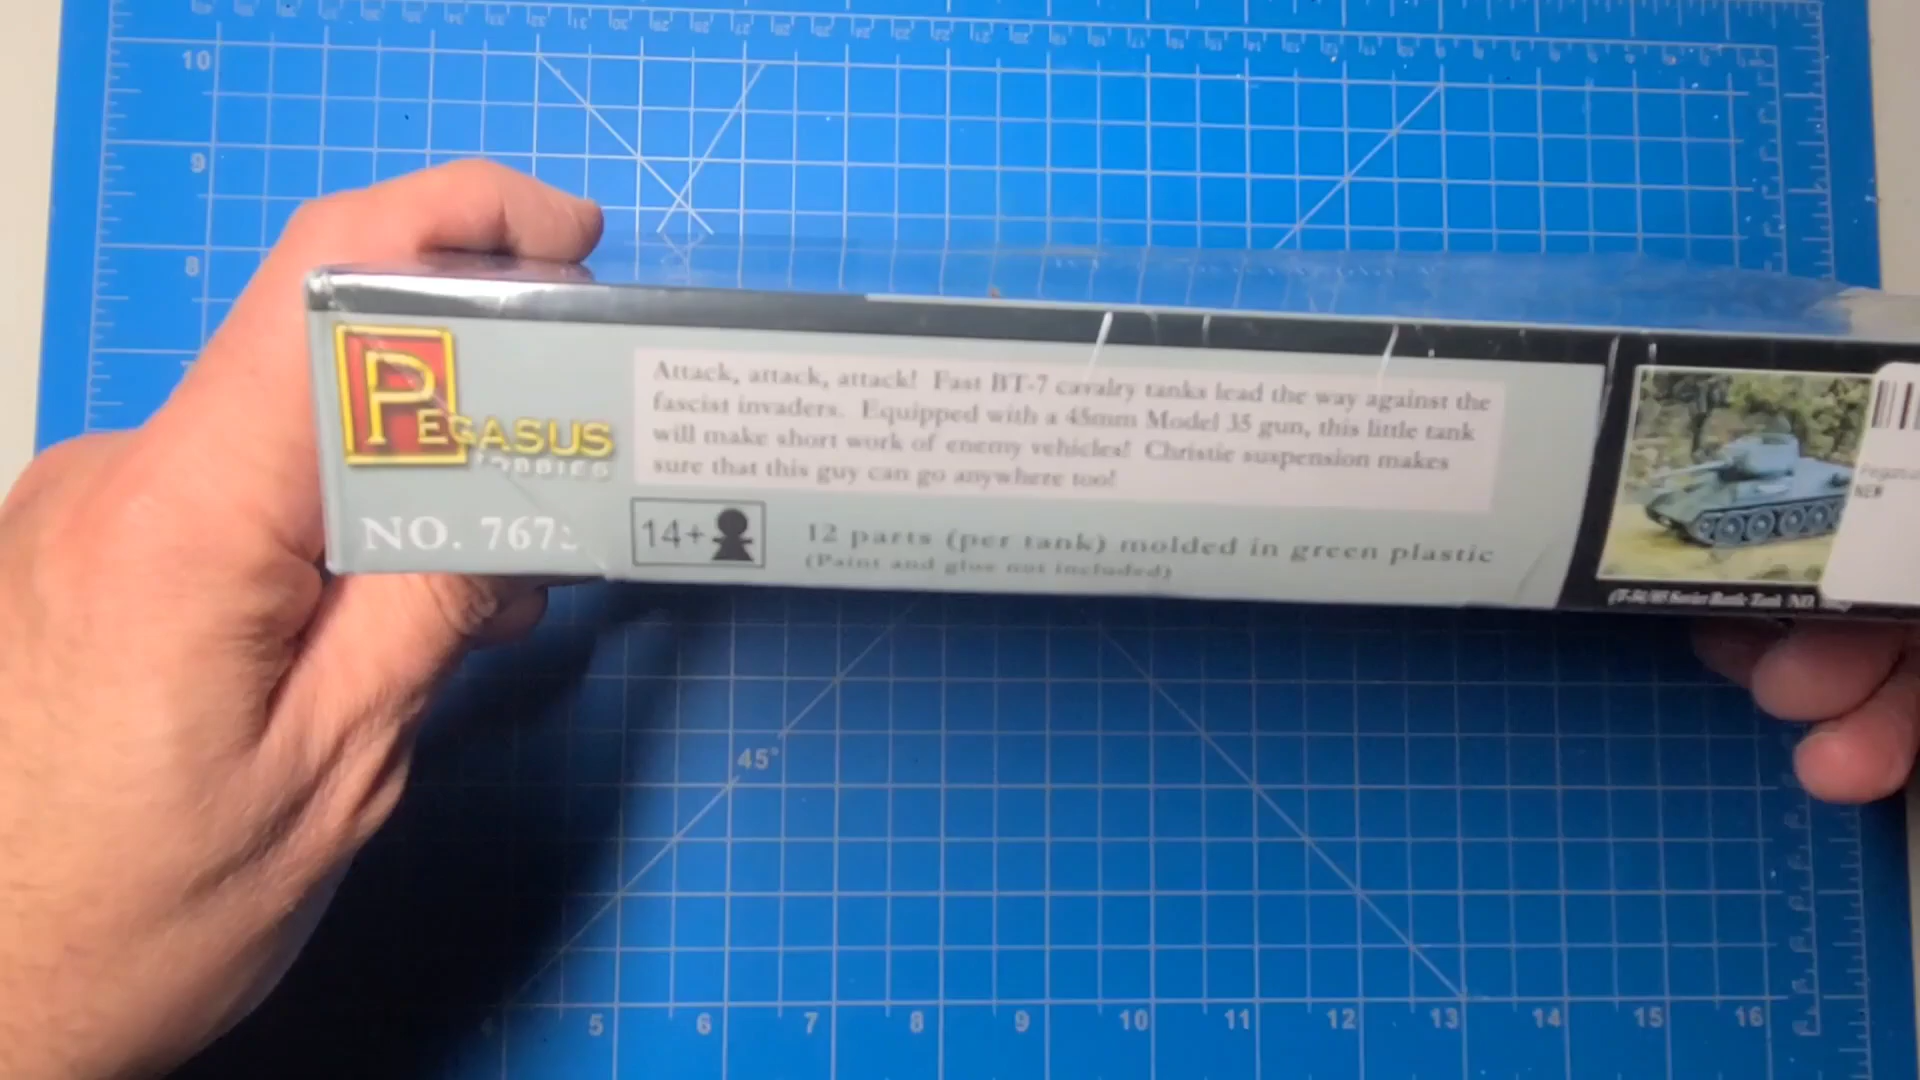 10
9
8
PEGASUS
HOBBIES
NO. 767
Attack, attack, attack! Fast BT-7 cavalry tanks lead the way against the
fascist invaders. Equipped with a 45mm Model 35 gun, this little tank
will make short work of enemy vehicles! Christie suspension makes
sure that this guy can go anywhere too!
14+
12 parts (per tank) molded in green plastic
(Paint and glue not included)
Pegasus
NEW
45°
4 5 6 7 8 9 10 11 12 13 14 15 16